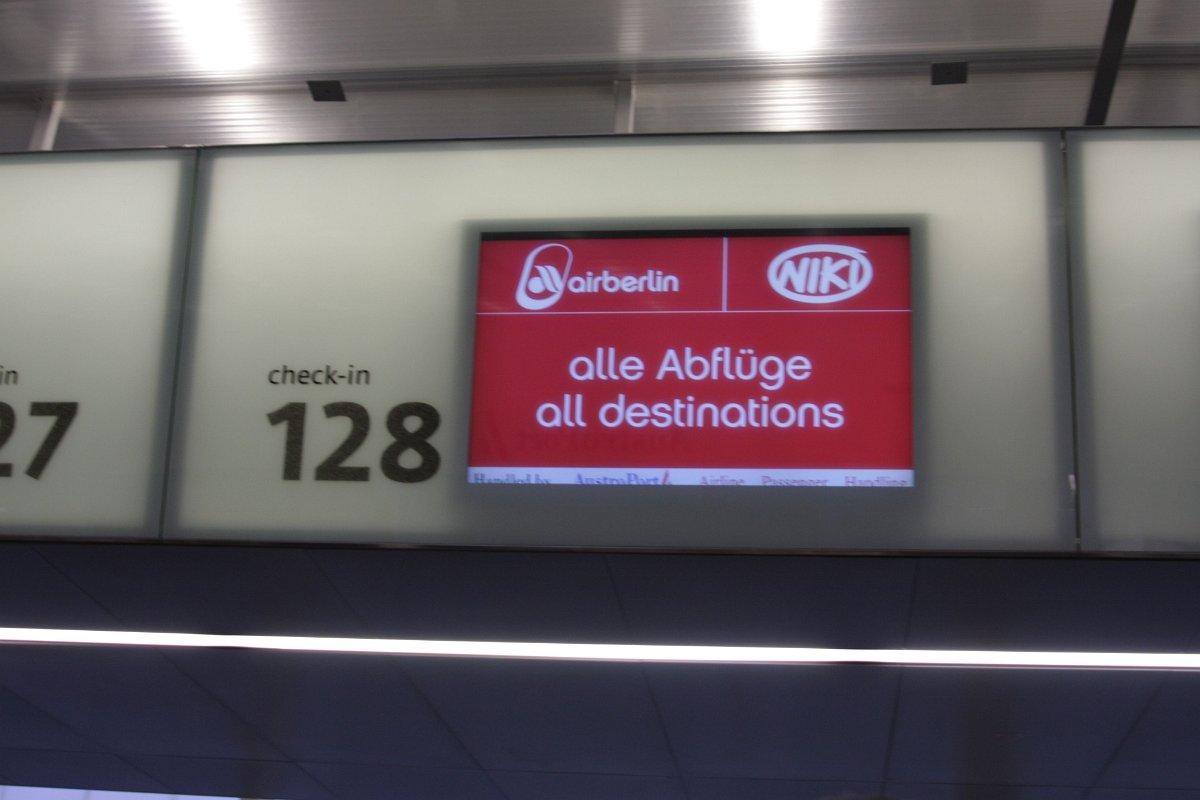 in
27
check-in
128
airberlin
NIKI
alle Abflüge
all destinations
Handled by AustroPort Airline Passenger Handling